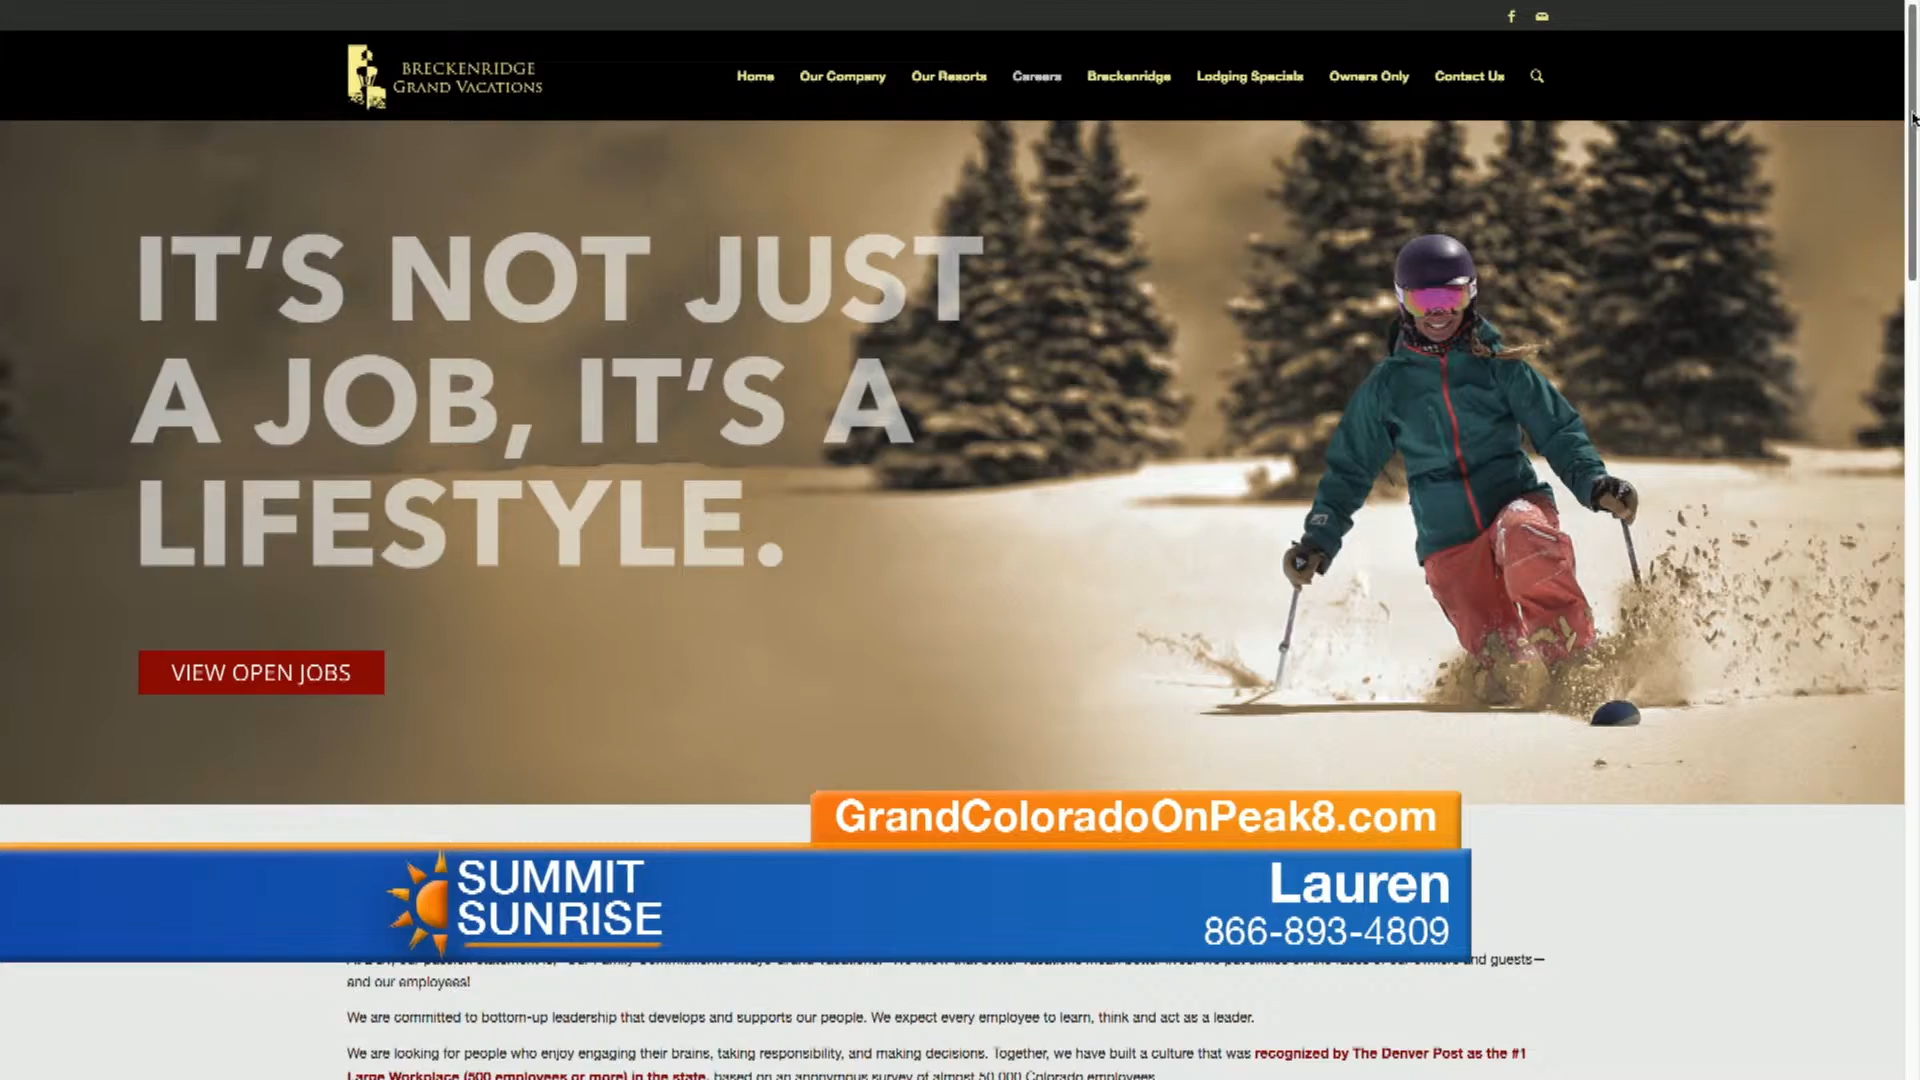 BRECKENRIDGE
GRAND VACATIONS
Home Our Company Our Resorts Careers Breckenridge Lodging Specials Owners Only Contact Us
IT'S NOT JUST
A JOB, IT'S A
LIFESTYLE.
VIEW OPEN JOBS
GrandColoradoOnPeak8.com
SUMMIT
SUNRISE
Lauren
866-893-4809
and guests—
and our employees!
We are committed to bottom-up leadership that develops and supports our people. We expect every employee to learn, think and act as a leader.
We are looking for people who enjoy engaging their brains, taking responsibility, and making decisions. Together, we have built a culture that was recognized by The Denver Post as the #1
Large Workplace (500 employees or more) in the state, based on an anonymous survey of almost 50,000 Colorado employees.